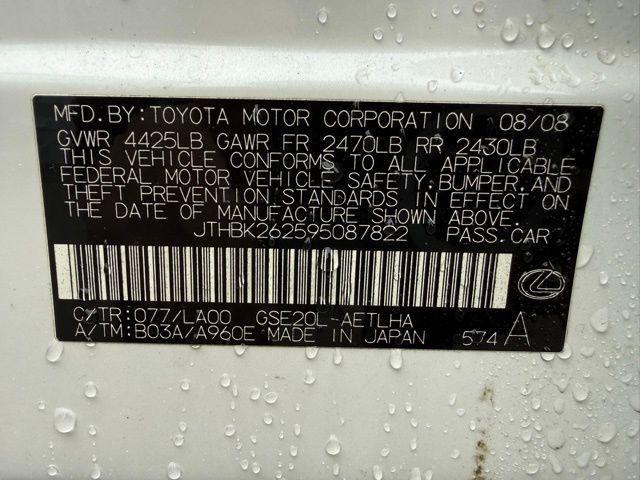 MFD.BY:TOYOTA MOTOR CORPORATION 08/08
GVWR 4425LB GAWR FR 2470LB RR 2430LB
THIS VEHICLE CONFORMS TO ALL APPLICABLE
FEDERAL MOTOR VEHICLE SAFETY,BUMPER,AND
THEFT PREVENTION STANDARDS IN EFFECT ON
THE DATE OF MANUFACTURE SHOWN ABOVE.
JTHBK262595087822 PASS.CAR
C/TR:077/LA00 GSE20L-AETLHA
A/TM:B03A/A960E MADE IN JAPAN 574 A